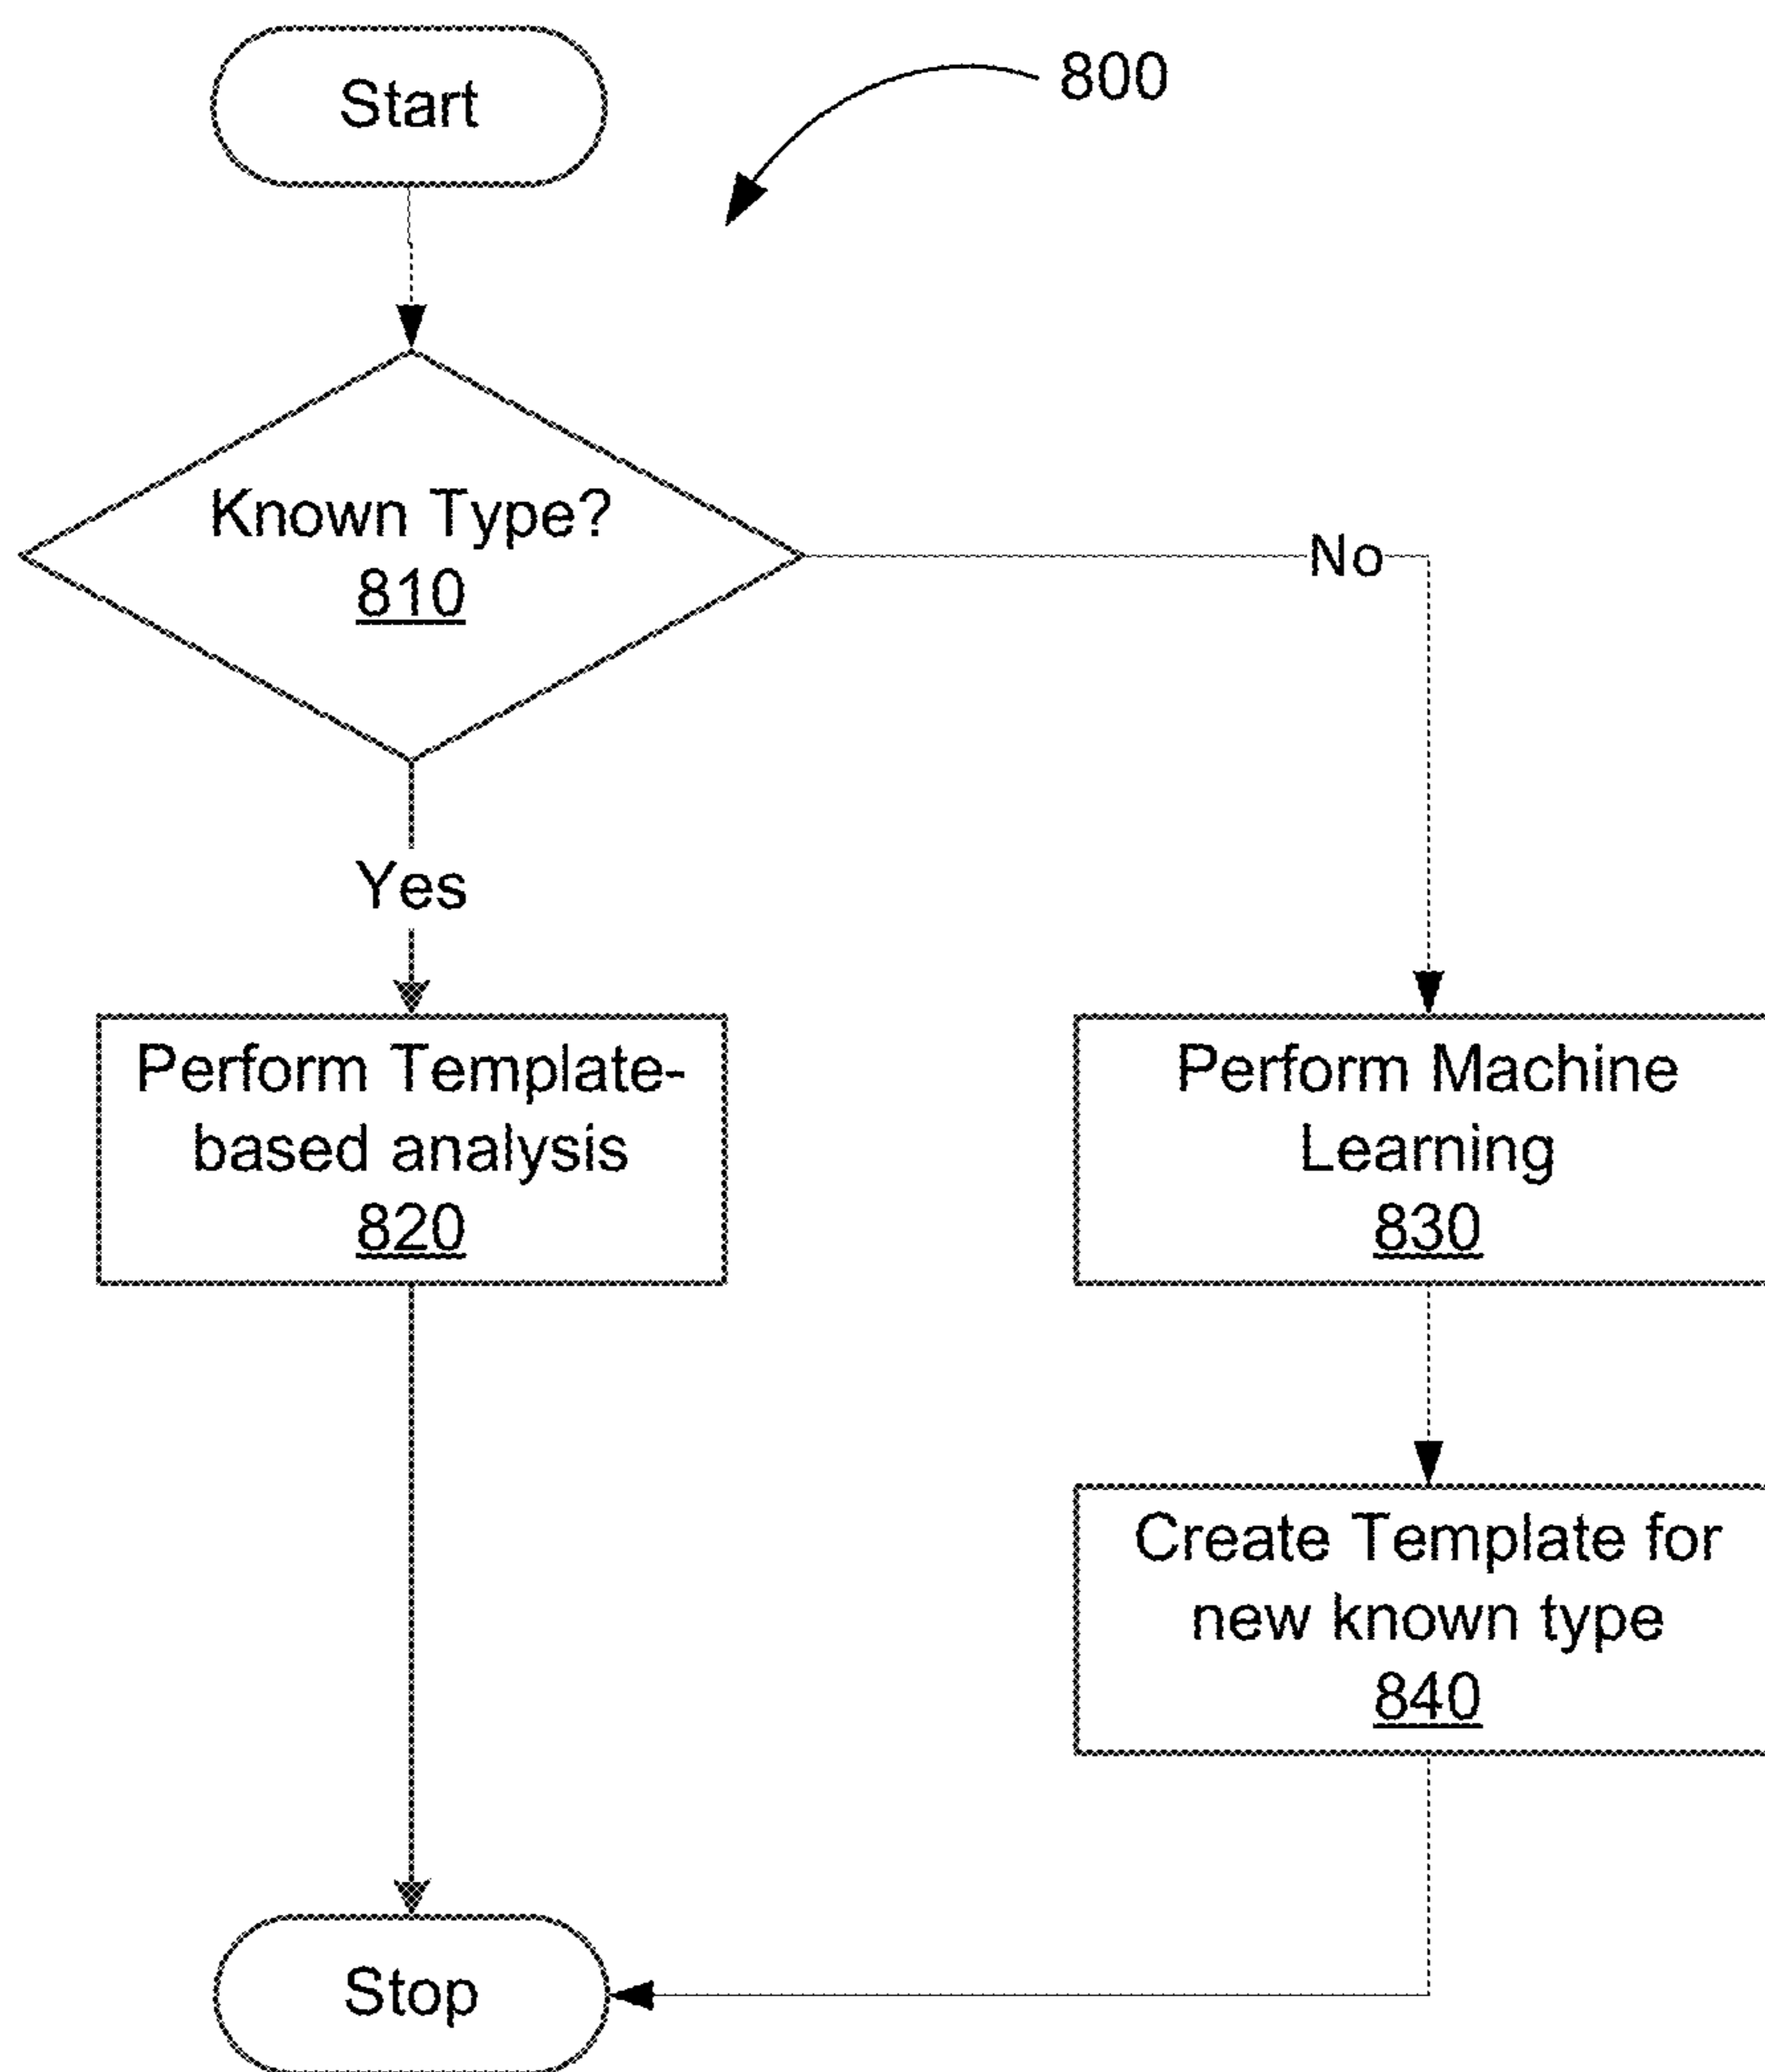 Start
800
Known Type?
810
No
Yes
Perform Template-
based analysis
820
Perform Machine
Learning
830
Create Template for
new known type
840
Stop